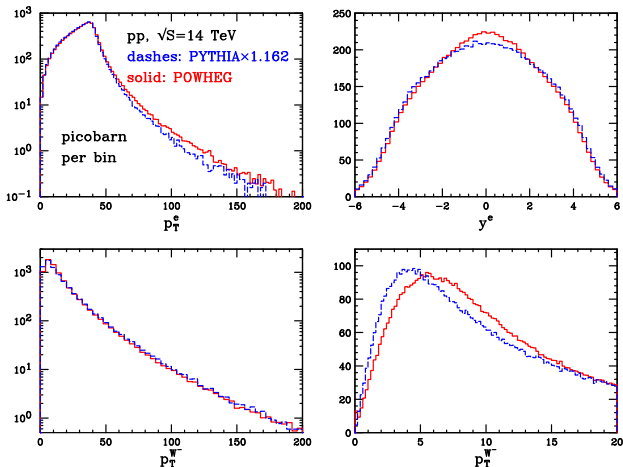 10³
10²
10¹
10⁰
10⁻¹
0 50 100 150 200
p_T^e
pp, √S=14 TeV
dashes: PYTHIA×1.162
solid: POWHEG
picobarn
per bin
250
200
150
100
50
0
−6 −4 −2 0 2 4 6
y^e
10³
10²
10¹
10⁰
0 50 100 150 200
p_T^W⁻
100
80
60
40
20
0
0 5 10 15 20
p_T^W⁻